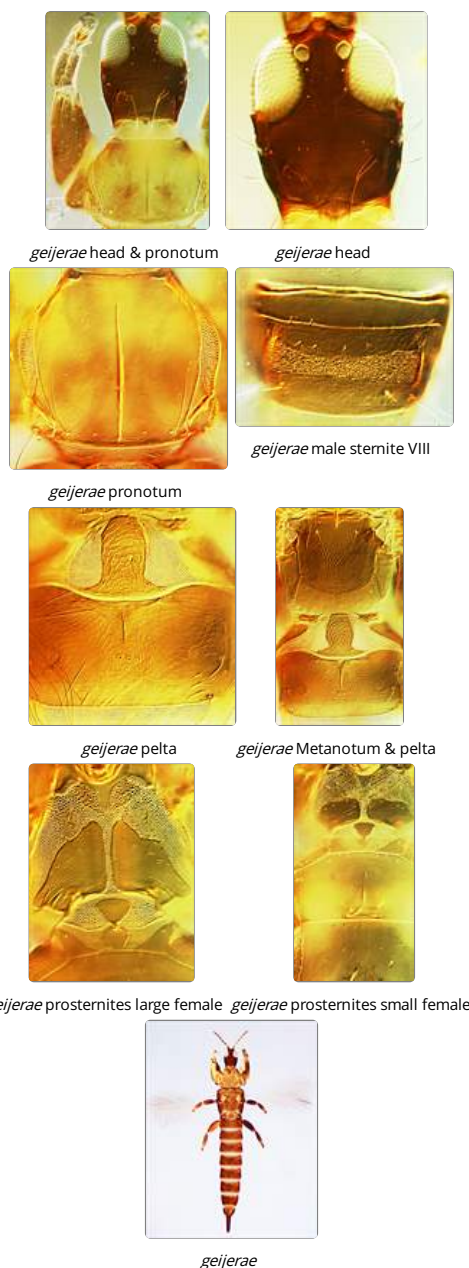 geijerae head & pronotum
geijerae head
geijerae pronotum
geijerae male sternite VIII
geijerae pelta
geijerae Metanotum & pelta
eijerae prosternites large female
geijerae prosternites small female
geijerae